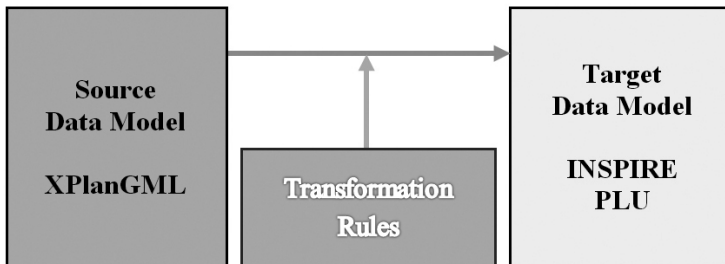 Source
Data Model
XPlanGML
Transformation
Rules
Target
Data Model
INSPIRE
PLU